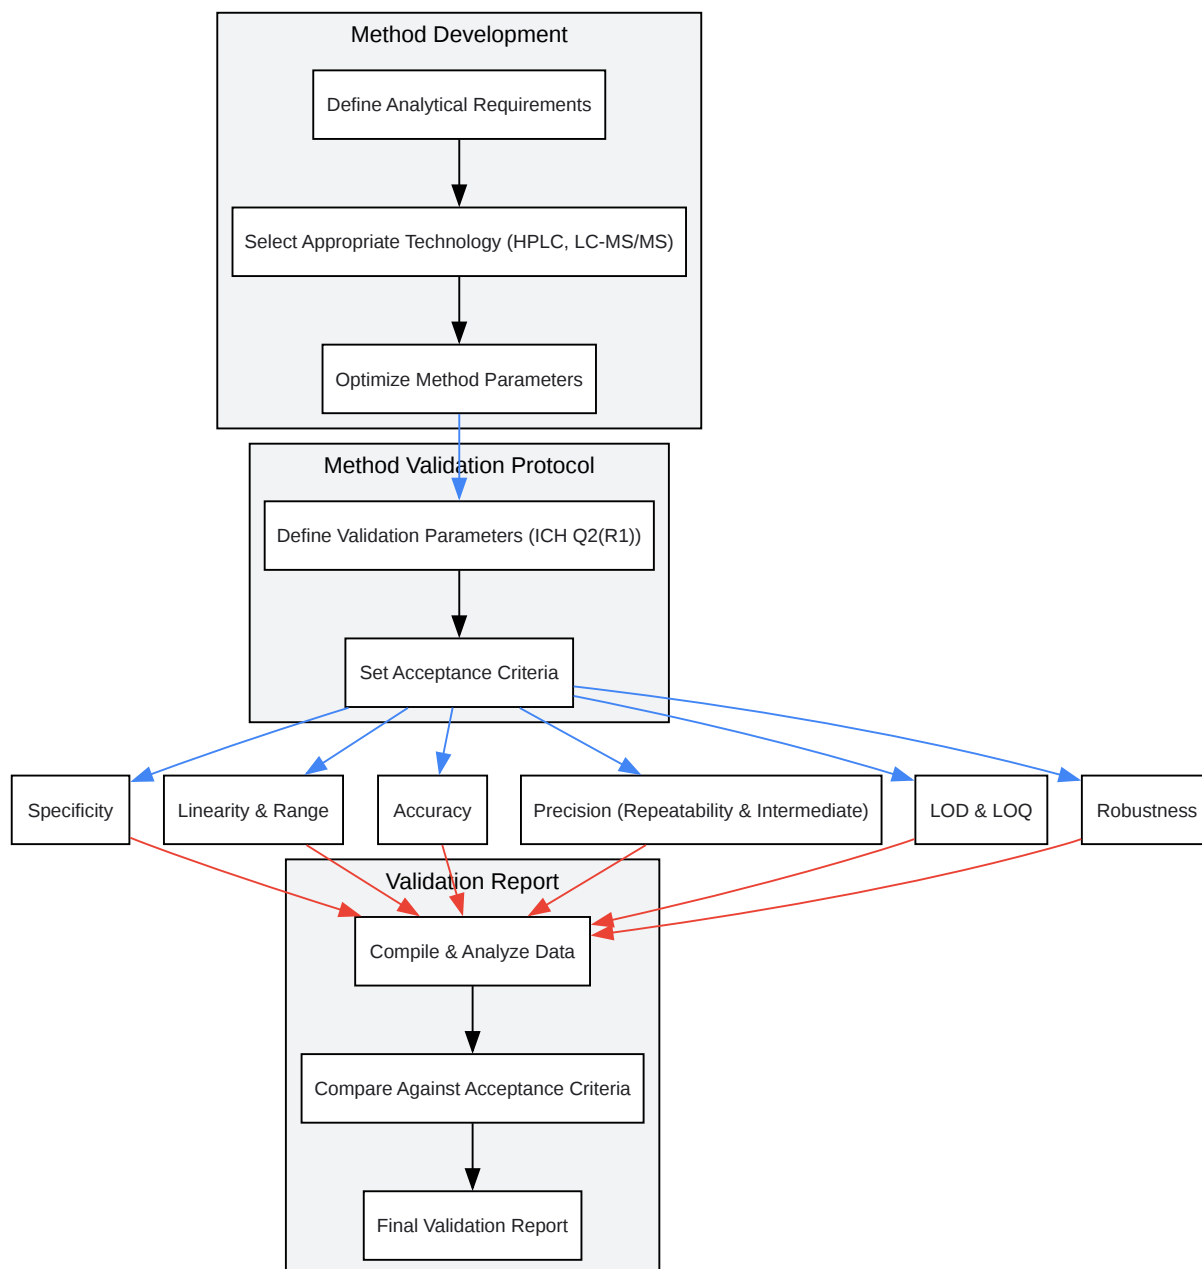 Method Development
Define Analytical Requirements
Select Appropriate Technology (HPLC, LC-MS/MS)
Optimize Method Parameters
Method Validation Protocol
Define Validation Parameters (ICH Q2(R1))
Set Acceptance Criteria
Specificity
Linearity & Range
Accuracy
Precision (Repeatability & Intermediate)
LOD & LOQ
Robustness
Validation Report
Compile & Analyze Data
Compare Against Acceptance Criteria
Final Validation Report